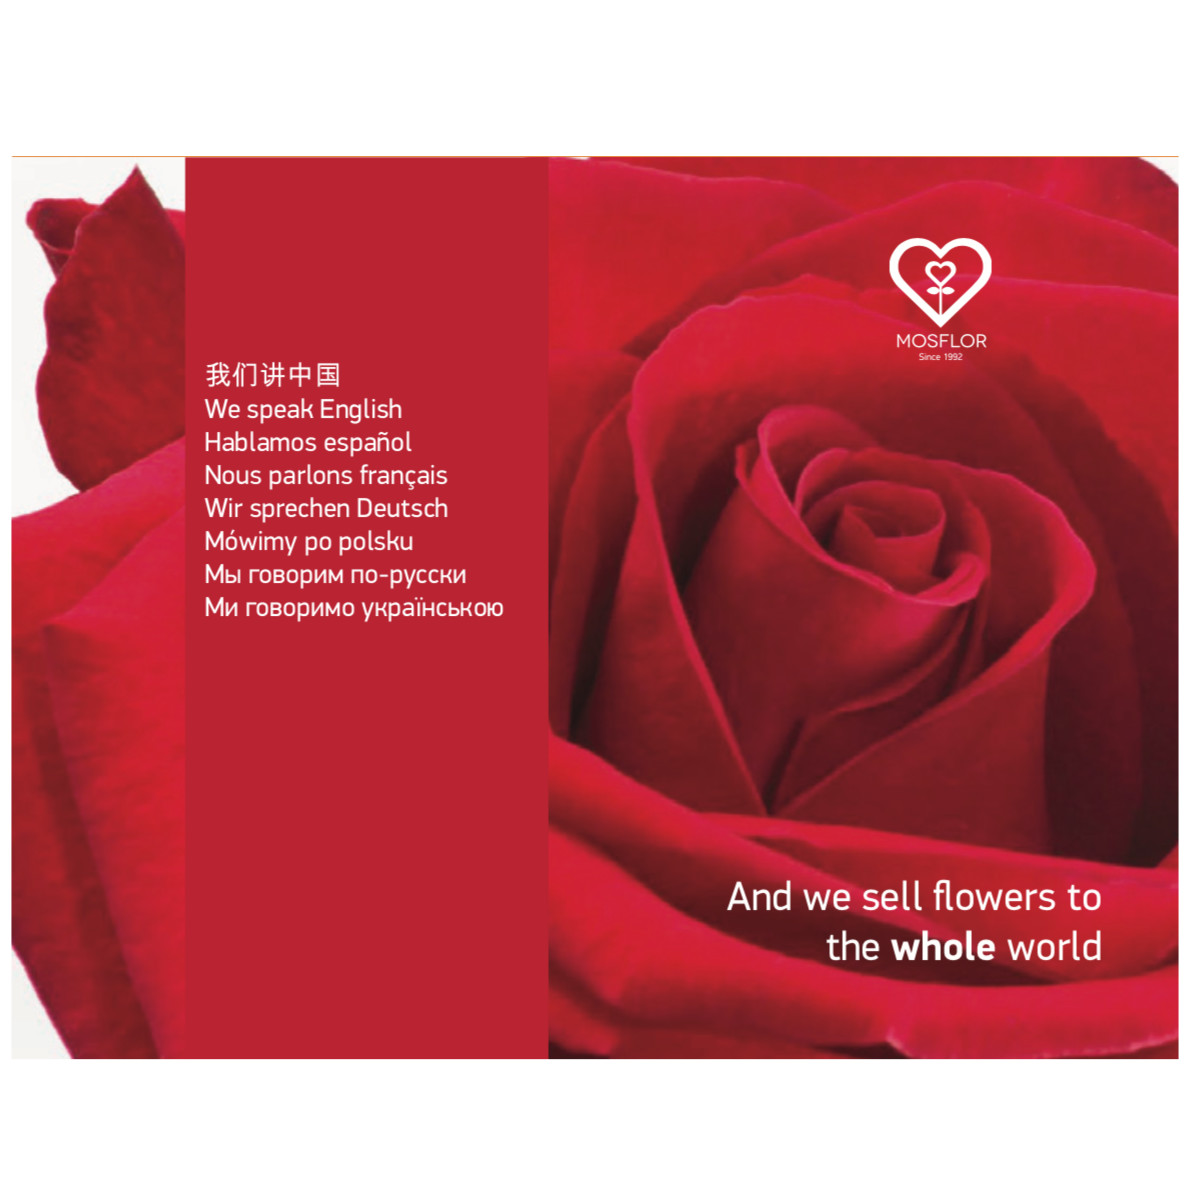 我们讲中国
We speak English
Hablamos español
Nous parlons français
Wir sprechen Deutsch
Mówimy po polsku
Мы говорим по-русски
Ми говоримо українською
MOSFLOR
Since 1992
And we sell flowers to
the whole world